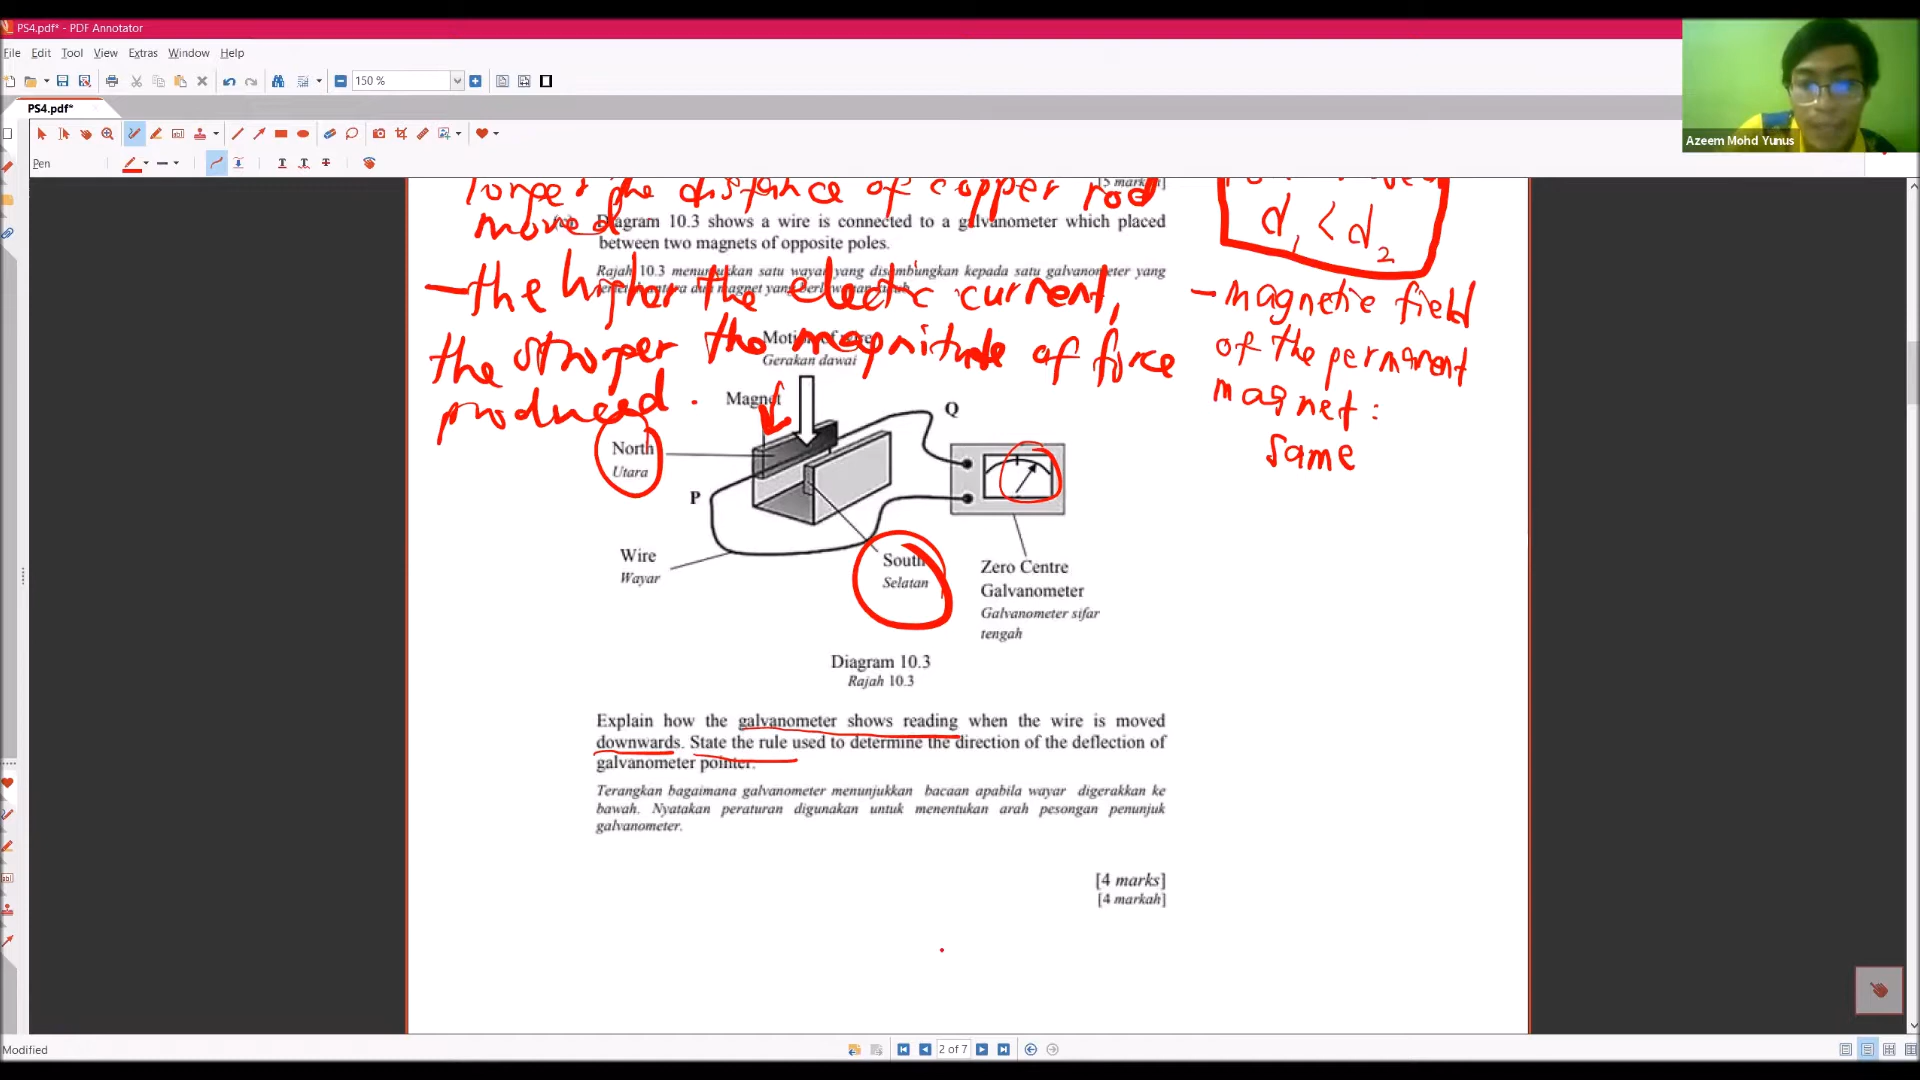 PS4.pdf* - PDF Annotator
File Edit Tool View Extras Window Help
150 %
PS4.pdf*
Pen
Azeem Mohd Yunus
longer the distance of copper rod
moved
[5 markah]
d₁ < d₂
Diagram 10.3 shows a wire is connected to a galvanometer which placed
between two magnets of opposite poles.
Rajah 10.3 menunjukkan satu wayar yang disambungkan kepada satu galvanometer yang
magnet yang
- the higher the electic current,
the stronger the magnitude of force
produced.
- magnetic field
of the permanent
magnet:
same
Motion of wire
Gerakan dawai
Magnet
North
Utara
P
Q
Wire
Wayar
South
Selatan
Zero Centre
Galvanometer
Galvanometer sifar
tengah
Diagram 10.3
Rajah 10.3
Explain how the galvanometer shows reading when the wire is moved
downwards. State the rule used to determine the direction of the deflection of
galvanometer pointer.
Terangkan bagaimana galvanometer menunjukkan bacaan apabila wayar digerakkan ke
bawah. Nyatakan peraturan digunakan untuk menentukan arah pesongan penunjuk
galvanometer.
[4 marks]
[4 markah]
Modified
2 of 7